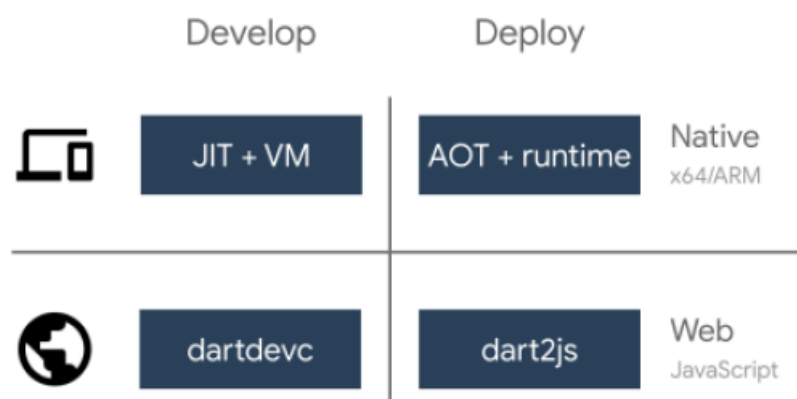 Develop
Deploy
JIT + VM
AOT + runtime
Native
x64/ARM
dartdevc
dart2js
Web
JavaScript